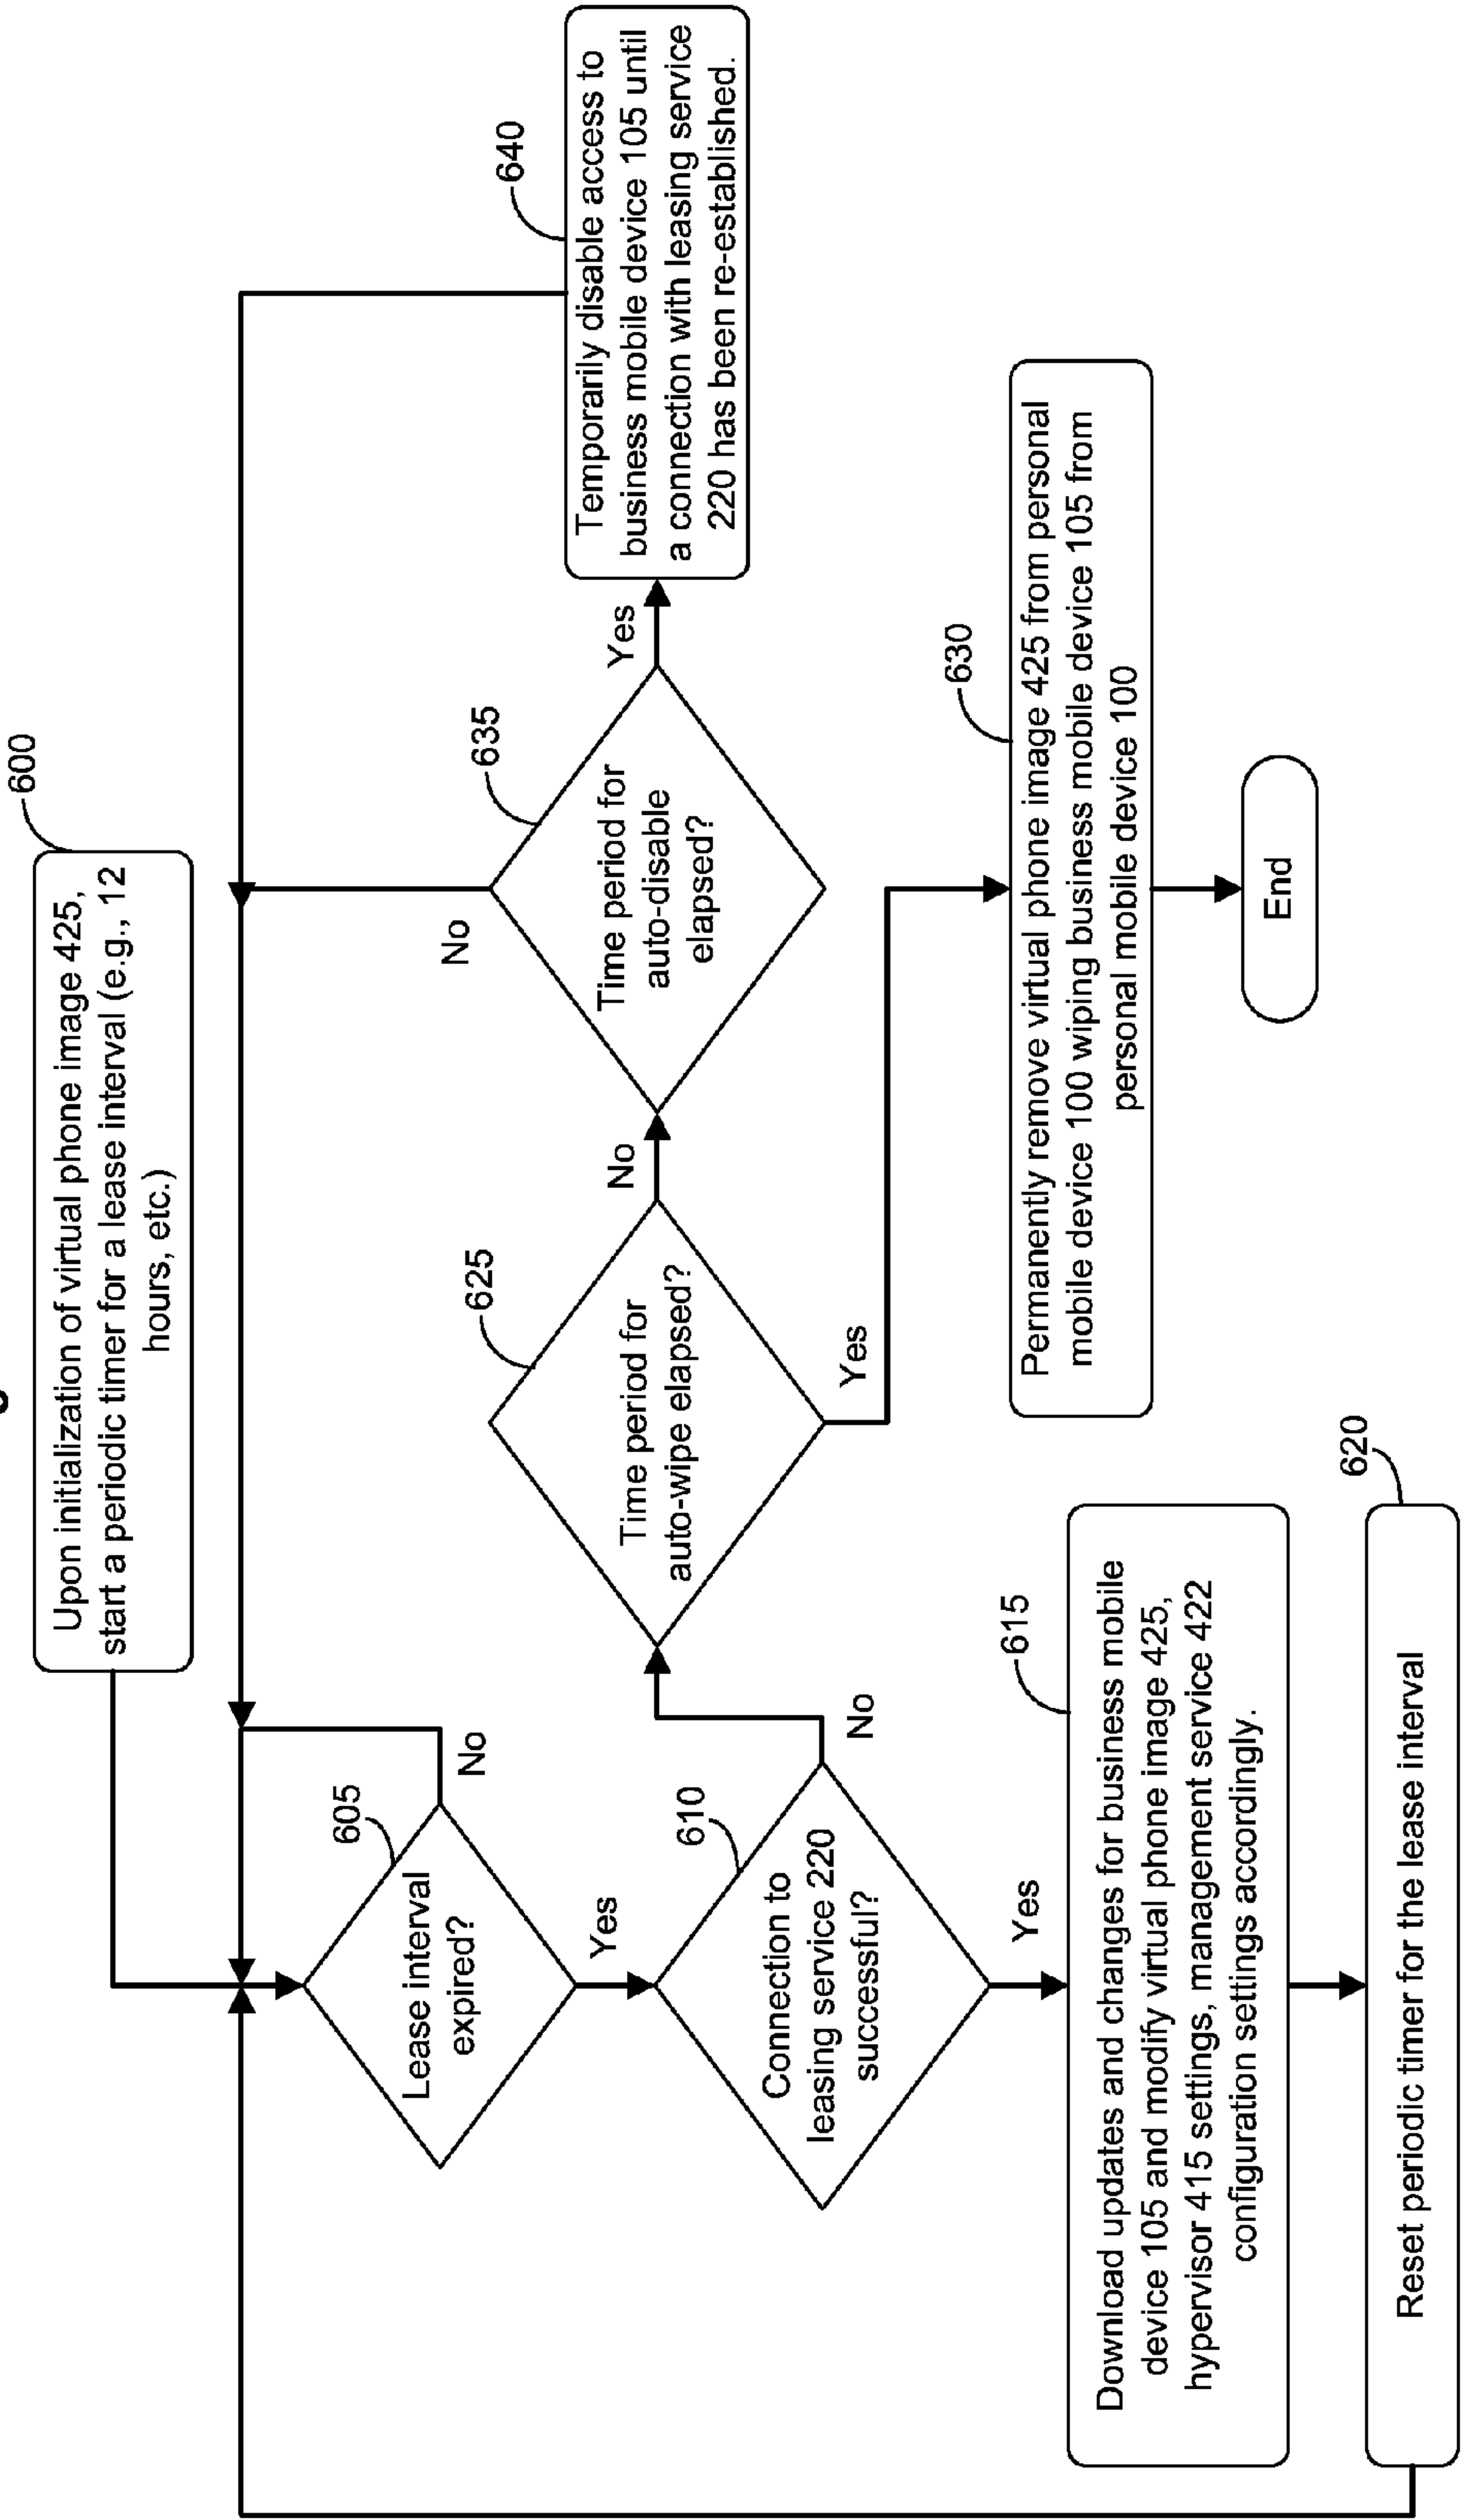 600
Upon initialization of virtual phone image 425,
start a periodic timer for a lease interval (e.g., 12
hours, etc.)
605
Lease interval
expired?
No
Yes
610
Connection to
leasing service 220
successful?
No
Yes
615
Download updates and changes for business mobile
device 105 and modify virtual phone image 425,
hypervisor 415 settings, management service 422
configuration settings accordingly.
620
Reset periodic timer for the lease interval
625
Time period for
auto-wipe elapsed?
No
Yes
630
Permanently remove virtual phone image 425 from personal
mobile device 100 wiping business mobile device 105 from
personal mobile device 100
End
635
Time period for
auto-disable
elapsed?
No
Yes
640
Temporarily disable access to
business mobile device 105 until
a connection with leasing service
220 has been re-established.